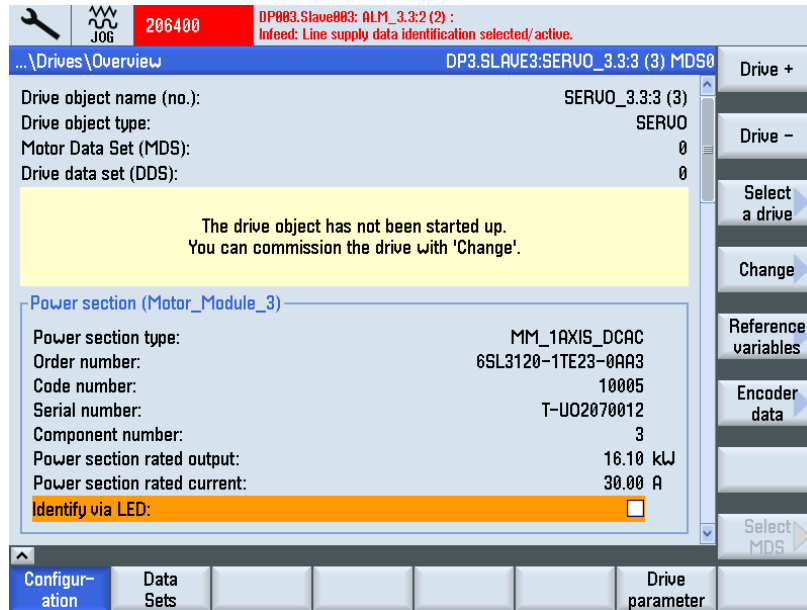 JOG
206400
DP003.Slave003: ALM_3.3:2 (2) :
Infeed: Line supply data identification selected/active.
...\Drives\Overview
DP3.SLAVE3:SERVO_3.3:3 (3) MDS0
Drive object name (no.):
SERVO_3.3:3 (3)
Drive object type:
SERVO
Motor Data Set (MDS):
0
Drive data set (DDS):
0
The drive object has not been started up.
You can commission the drive with 'Change'.
Power section (Motor_Module_3)
Power section type:
MM_1AXIS_DCAC
Order number:
6SL3120-1TE23-0AA3
Code number:
10005
Serial number:
T-UO2070012
Component number:
3
Power section rated output:
16.10 kW
Power section rated current:
30.00 A
Identify via LED:
Drive +
Drive -
Select
a drive
Change
Reference
variables
Encoder
data
Select
MDS
Configur-
ation
Data
Sets
Drive
parameter